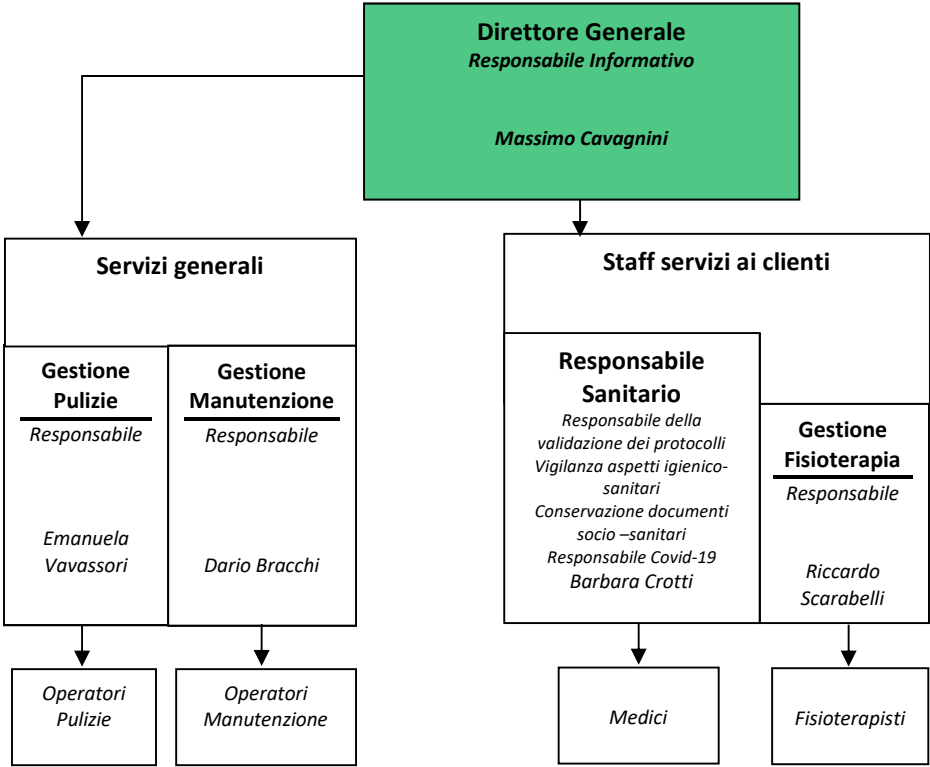 Direttore Generale
Responsabile Informativo
Massimo Cavagnini
Servizi generali
Staff servizi ai clienti
Gestione
Pulizie
Responsabile
Emanuela
Vavassori
Gestione
Manutenzione
Responsabile
Dario Bracchi
Responsabile
Sanitario
Responsabile della
validazione dei protocolli
Vigilanza aspetti igienico-
sanitari
Conservazione documenti
socio –sanitari
Responsabile Covid-19
Barbara Crotti
Gestione
Fisioterapia
Responsabile
Riccardo
Scarabelli
Operatori
Pulizie
Operatori
Manutenzione
Medici
Fisioterapisti